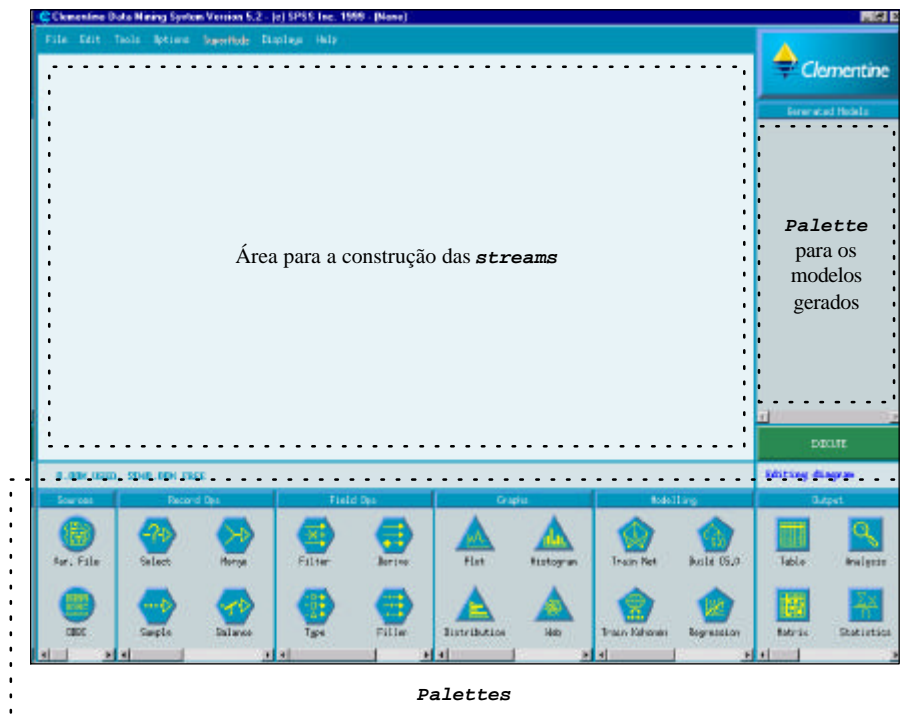 Clementine Data Mining System Version 5.2 - (c) SPSS Inc. 1999 - (None)
File Edit Tools Options SuperNode Displays Help
Clementine
Generated Models
Área para a construção das streams
Palette
para os
modelos
gerados
EXECUTE
FREE
Editing diagram
Sources Record Ops Field Ops Graphs Modelling Output
Var. File Select Merge Filter Derive Plot Histogram Train Net Build C5.0 Table Analysis
ODBC Sample Balance Type Filler Distribution Web Train Kohonen Regression Matrix Statistics
Palettes